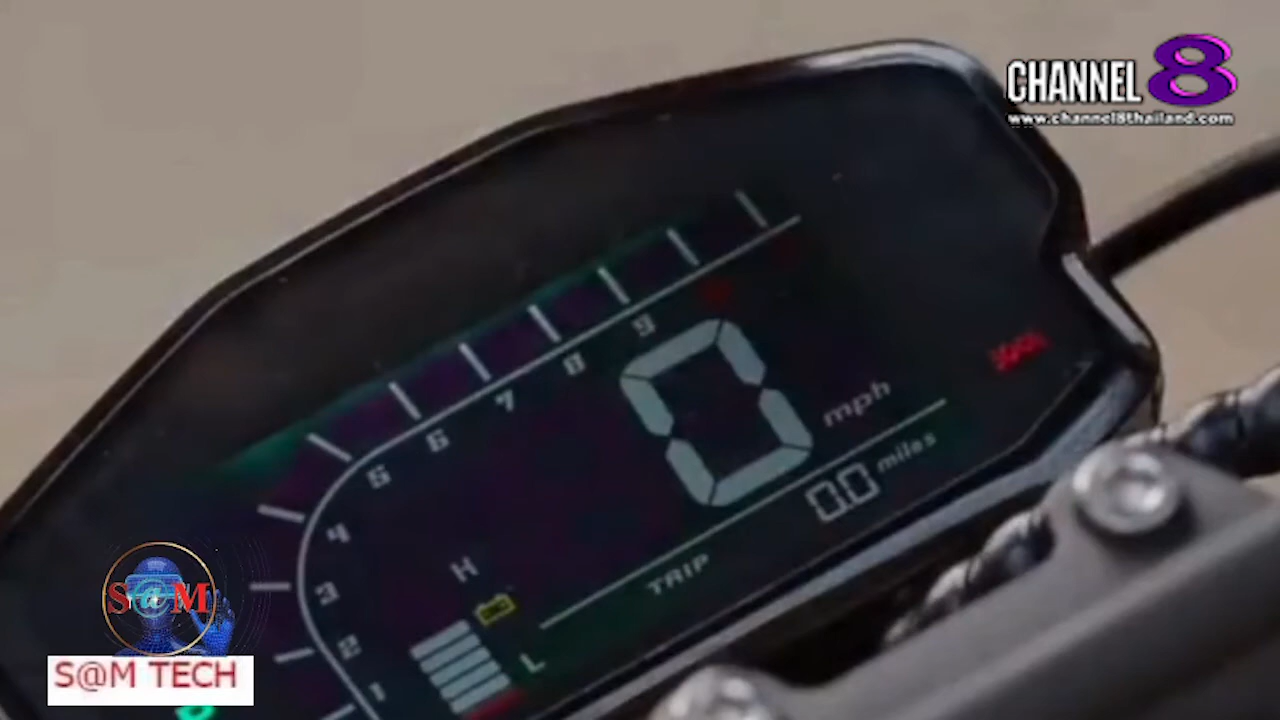 CHANNEL 8
www.channel8thailand.com
9
8
7
6
5
4
3
2
1
0
mph
0.0 miles
TRIP
H
L
S@M
S@M TECH